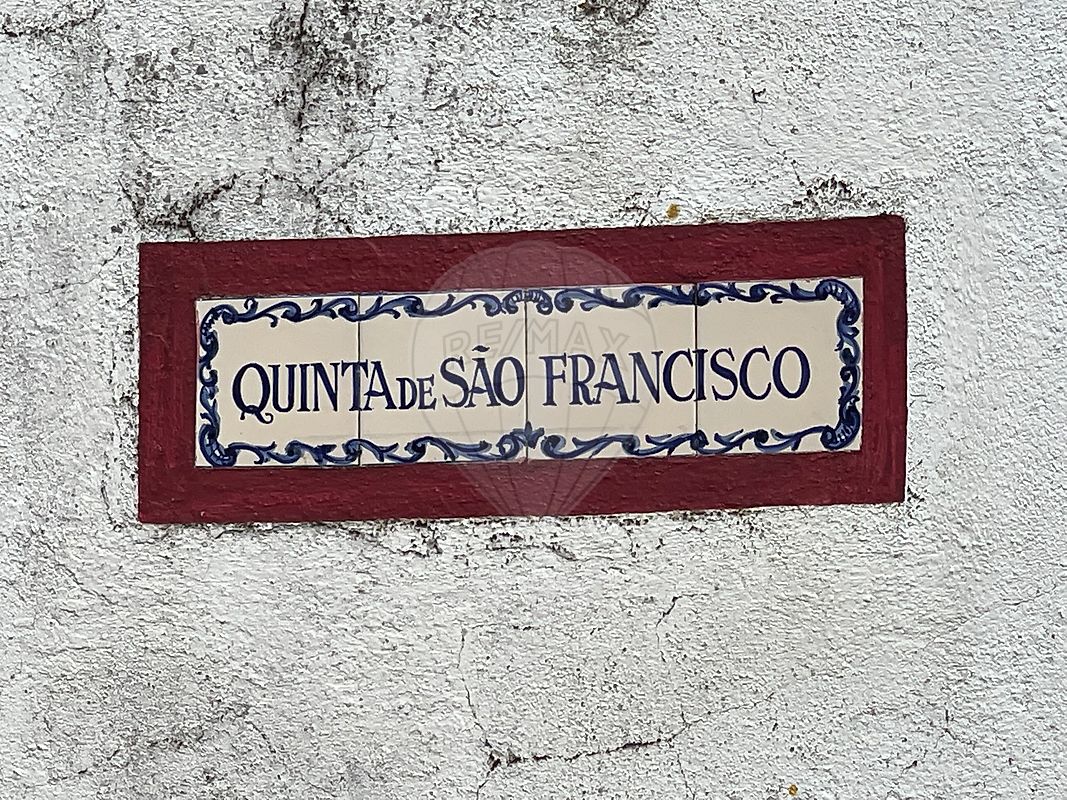 QUINTA DE SÃO FRANCISCO
RE/MAX